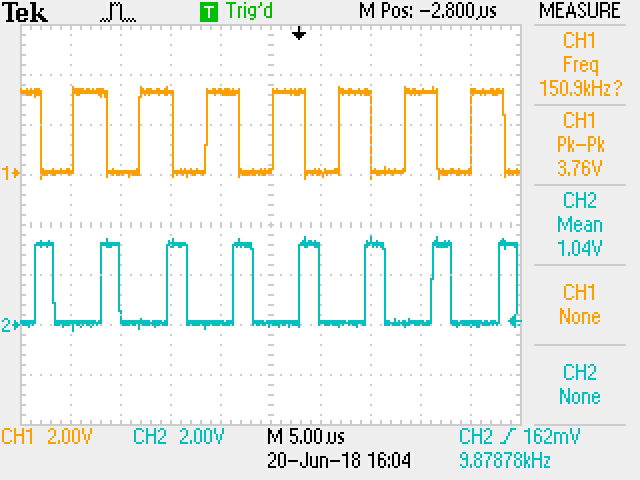 Tek T Trig'd M Pos: -2.800µs MEASURE
CH1
Freq
150.9kHz?
CH1
Pk-Pk
3.76V
CH2
Mean
1.04V
CH1
None
CH2
None
1
2
CH1 2.00V CH2 2.00V M 5.00µs CH2 162mV
20-Jun-18 16:04 9.87878kHz